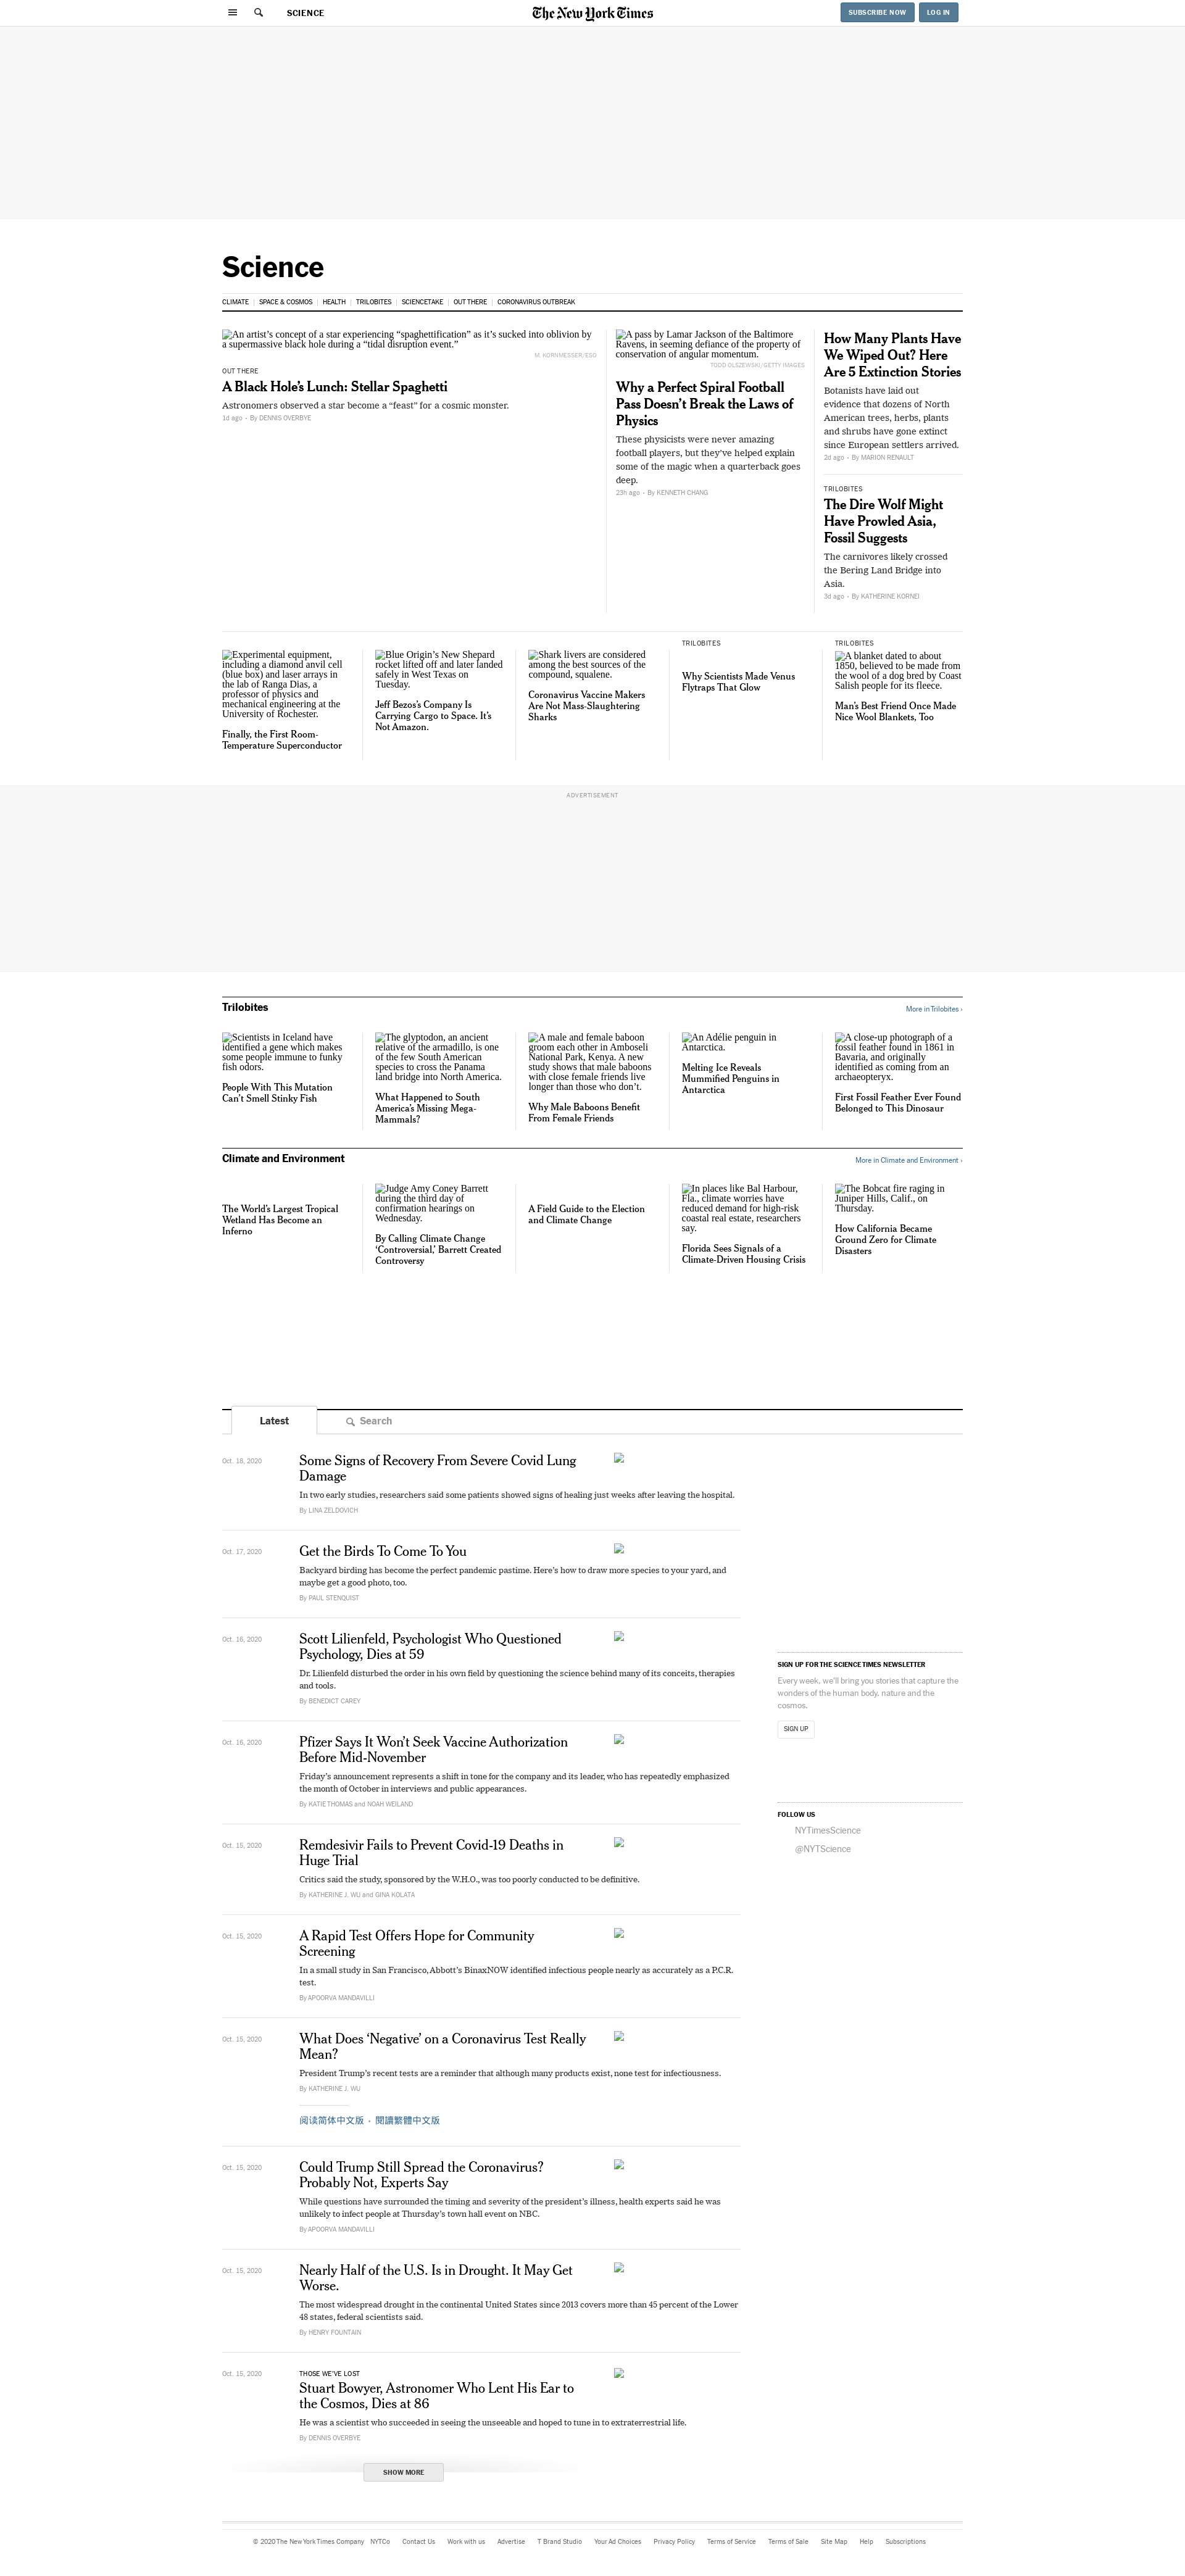 SCIENCE
The New York Times
SUBSCRIBE NOW
LOG IN
Science
CLIMATE | SPACE & COSMOS | HEALTH | TRILOBITES | SCIENCETAKE | OUT THERE | CORONAVIRUS OUTBREAK
An artist's concept of a star experiencing “spaghettification” as it’s sucked into oblivion by
a supermassive black hole during a “tidal disruption event.”
M. KORNMESSER/ESO
OUT THERE
A Black Hole’s Lunch: Stellar Spaghetti
Astronomers observed a star become a “feast” for a cosmic monster.
1d ago • By DENNIS OVERBYE
A pass by Lamar Jackson of the Baltimore
Ravens, in seeming defiance of the property of
conservation of angular momentum.
TODD OLSZEWSKI/GETTY IMAGES
Why a Perfect Spiral Football
Pass Doesn’t Break the Laws of
Physics
These physicists were never amazing
football players, but they’ve helped explain
some of the magic when a quarterback goes
deep.
23h ago • By KENNETH CHANG
How Many Plants Have
We Wiped Out? Here
Are 5 Extinction Stories
Botanists have laid out
evidence that dozens of North
American trees, herbs, plants
and shrubs have gone extinct
since European settlers arrived.
2d ago • By MARION RENAULT
TRILOBITES
The Dire Wolf Might
Have Prowled Asia,
Fossil Suggests
The carnivores likely crossed
the Bering Land Bridge into
Asia.
3d ago • By KATHERINE KORNEI
Experimental equipment,
including a diamond anvil cell
(blue box) and laser arrays in
the lab of Ranga Dias, a
professor of physics and
mechanical engineering at the
University of Rochester.
Finally, the First Room-
Temperature Superconductor
Blue Origin’s New Shepard
rocket lifted off and later landed
safely in West Texas on
Tuesday.
Jeff Bezos’s Company Is
Carrying Cargo to Space. It’s
Not Amazon.
Shark livers are considered
among the best sources of the
compound, squalene.
Coronavirus Vaccine Makers
Are Not Mass-Slaughtering
Sharks
TRILOBITES
Why Scientists Made Venus
Flytraps That Glow
TRILOBITES
A blanket dated to about
1850, believed to be made from
the wool of a dog bred by Coast
Salish people for its fleece.
Man’s Best Friend Once Made
Nice Wool Blankets, Too
ADVERTISEMENT
Trilobites
More in Trilobites ›
Scientists in Iceland have
identified a gene which makes
some people immune to funky
fish odors.
People With This Mutation
Can’t Smell Stinky Fish
The glyptodon, an ancient
relative of the armadillo, is one
of the few South American
species to cross the Panama
land bridge into North America.
What Happened to South
America’s Missing Mega-
Mammals?
A male and female baboon
groom each other in Amboseli
National Park, Kenya. A new
study shows that male baboons
with close female friends live
longer than those who don’t.
Why Male Baboons Benefit
From Female Friends
An Adélie penguin in
Antarctica.
Melting Ice Reveals
Mummified Penguins in
Antarctica
A close-up photograph of a
fossil feather found in 1861 in
Bavaria, and originally
identified as coming from an
archaeopteryx.
First Fossil Feather Ever Found
Belonged to This Dinosaur
Climate and Environment
More in Climate and Environment ›
The World’s Largest Tropical
Wetland Has Become an
Inferno
Judge Amy Coney Barrett
during the third day of
confirmation hearings on
Wednesday.
By Calling Climate Change
‘Controversial,’ Barrett Created
Controversy
A Field Guide to the Election
and Climate Change
In places like Bal Harbour,
Fla., climate worries have
reduced demand for high-risk
coastal real estate, researchers
say.
Florida Sees Signals of a
Climate-Driven Housing Crisis
The Bobcat fire raging in
Juniper Hills, Calif., on
Thursday.
How California Became
Ground Zero for Climate
Disasters
Latest
Search
Oct. 18, 2020
Some Signs of Recovery From Severe Covid Lung
Damage
In two early studies, researchers said some patients showed signs of healing just weeks after leaving the hospital.
By LINA ZELDOVICH
Oct. 17, 2020
Get the Birds To Come To You
Backyard birding has become the perfect pandemic pastime. Here’s how to draw more species to your yard, and
maybe get a good photo, too.
By PAUL STENQUIST
Oct. 16, 2020
Scott Lilienfeld, Psychologist Who Questioned
Psychology, Dies at 59
Dr. Lilienfeld disturbed the order in his own field by questioning the science behind many of its conceits, therapies
and tools.
By BENEDICT CAREY
Oct. 16, 2020
Pfizer Says It Won’t Seek Vaccine Authorization
Before Mid-November
Friday’s announcement represents a shift in tone for the company and its leader, who has repeatedly emphasized
the month of October in interviews and public appearances.
By KATIE THOMAS and NOAH WEILAND
Oct. 15, 2020
Remdesivir Fails to Prevent Covid-19 Deaths in
Huge Trial
Critics said the study, sponsored by the W.H.O., was too poorly conducted to be definitive.
By KATHERINE J. WU and GINA KOLATA
Oct. 15, 2020
A Rapid Test Offers Hope for Community
Screening
In a small study in San Francisco, Abbott’s BinaxNOW identified infectious people nearly as accurately as a P.C.R.
test.
By APOORVA MANDAVILLI
Oct. 15, 2020
What Does ‘Negative’ on a Coronavirus Test Really
Mean?
President Trump’s recent tests are a reminder that although many products exist, none test for infectiousness.
By KATHERINE J. WU
阅读简体中文版 • 閱讀繁體中文版
Oct. 15, 2020
Could Trump Still Spread the Coronavirus?
Probably Not, Experts Say
While questions have surrounded the timing and severity of the president’s illness, health experts said he was
unlikely to infect people at Thursday’s town hall event on NBC.
By APOORVA MANDAVILLI
Oct. 15, 2020
Nearly Half of the U.S. Is in Drought. It May Get
Worse.
The most widespread drought in the continental United States since 2013 covers more than 45 percent of the Lower
48 states, federal scientists said.
By HENRY FOUNTAIN
Oct. 15, 2020
THOSE WE’VE LOST
Stuart Bowyer, Astronomer Who Lent His Ear to
the Cosmos, Dies at 86
He was a scientist who succeeded in seeing the unseeable and hoped to tune in to extraterrestrial life.
By DENNIS OVERBYE
SHOW MORE
SIGN UP FOR THE SCIENCE TIMES NEWSLETTER
Every week, we’ll bring you stories that capture the
wonders of the human body, nature and the
cosmos.
SIGN UP
FOLLOW US
NYTimesScience
@NYTScience
© 2020 The New York Times Company NYTCo Contact Us Work with us Advertise T Brand Studio Your Ad Choices Privacy Policy Terms of Service Terms of Sale Site Map Help Subscriptions